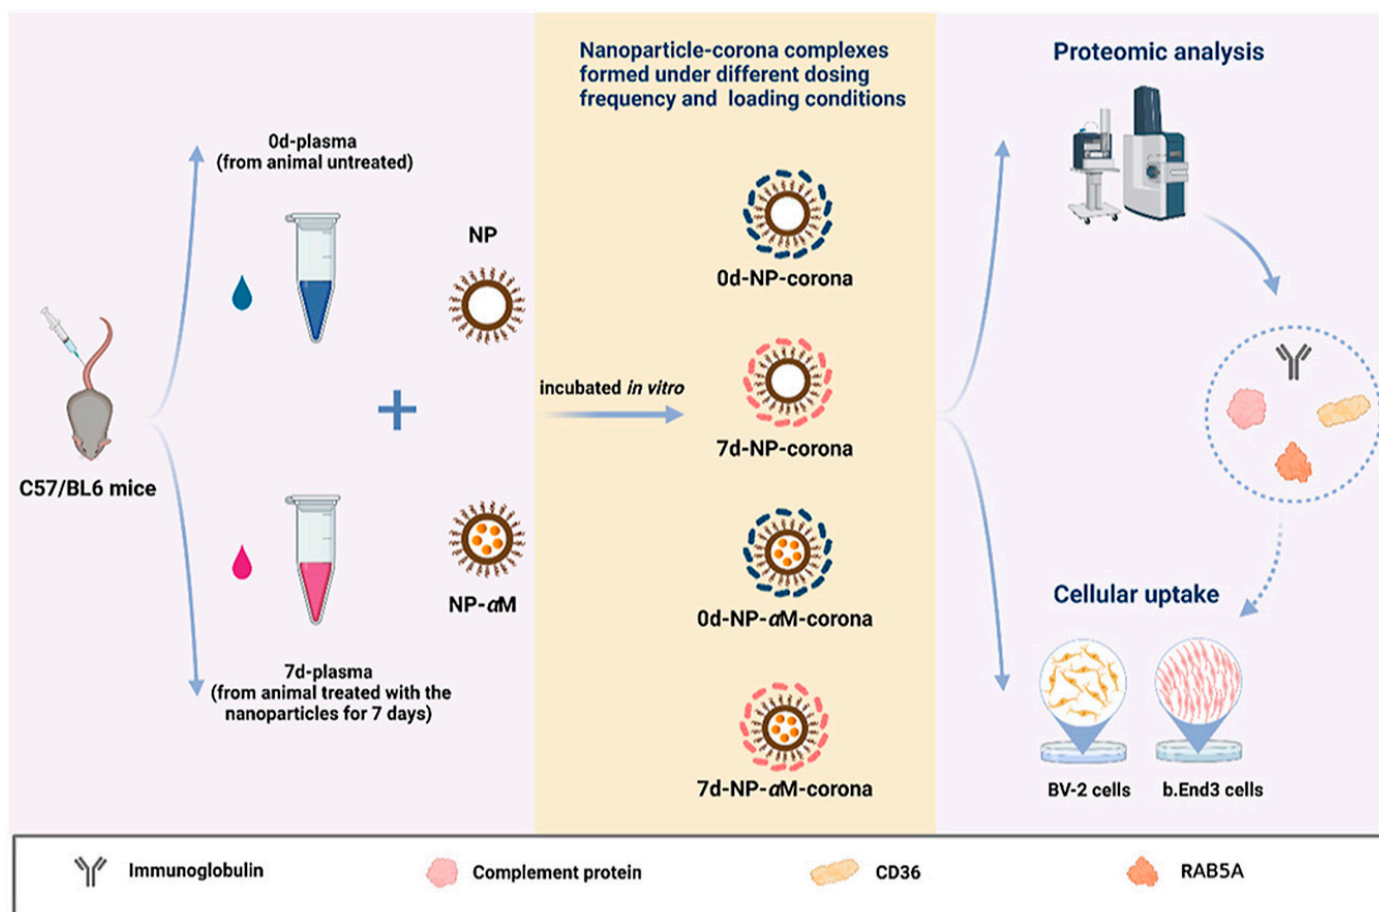 0d-plasma
(from animal untreated)
NP
C57/BL6 mice
NP-αM
7d-plasma
(from animal treated with the
nanoparticles for 7 days)
Nanoparticle-corona complexes
formed under different dosing
frequency and loading conditions
0d-NP-corona
incubated in vitro
7d-NP-corona
0d-NP-αM-corona
7d-NP-αM-corona
Proteomic analysis
Cellular uptake
BV-2 cells
b.End3 cells
Immunoglobulin
Complement protein
CD36
RAB5A